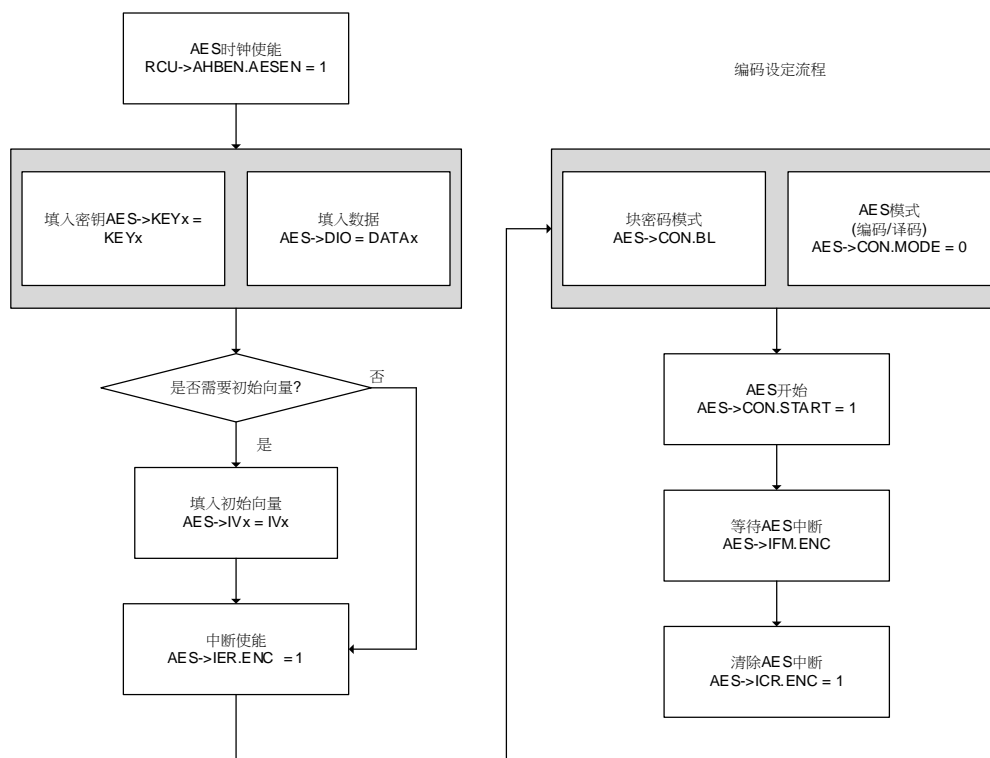 AES时钟使能
RCU->AHBEN.AESEN = 1
填入密钥AES->KEYx =
KEYx
填入数据
AES->DIO = DATAx
是否需要初始向量?
否
是
填入初始向量
AES->IVx = IVx
中断使能
AES->IER.ENC = 1
编码设定流程
块密码模式
AES->CON.BL
AES模式
(编码/译码)
AES->CON.MODE = 0
AES开始
AES->CON.START = 1
等待AES中断
AES->IFM.ENC
清除AES中断
AES->ICR.ENC = 1